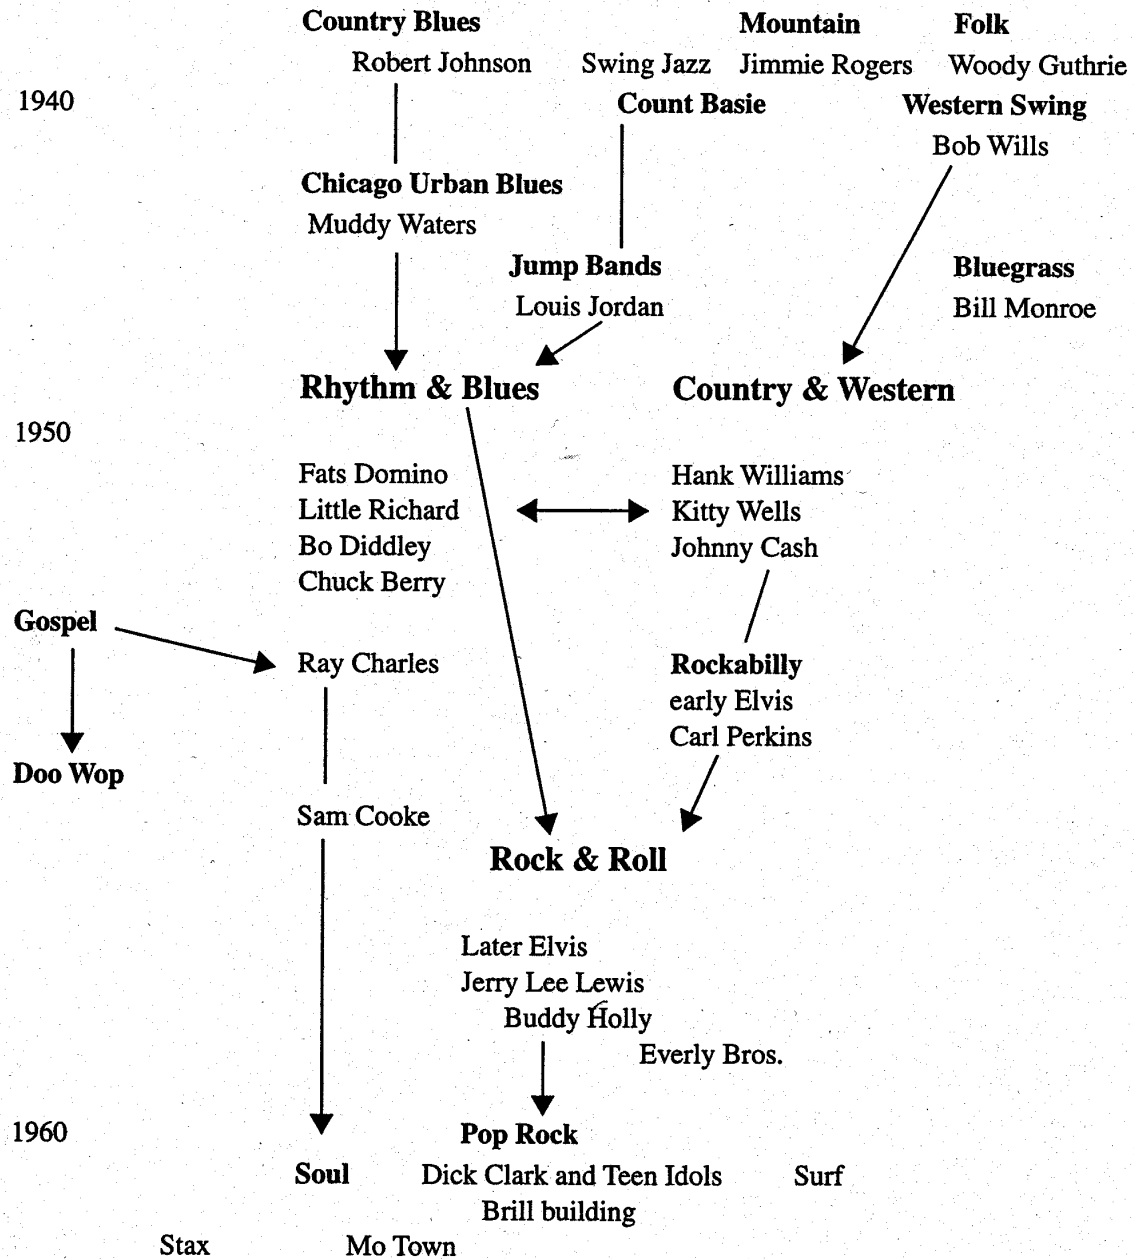 Country Blues Mountain Folk
Robert Johnson Swing Jazz Jimmie Rogers Woody Guthrie
1940 Count Basie Western Swing
Bob Wills
Chicago Urban Blues
Muddy Waters
Jump Bands Bluegrass
Louis Jordan Bill Monroe
Rhythm & Blues Country & Western
1950
Fats Domino Hank Williams
Little Richard Kitty Wells
Bo Diddley Johnny Cash
Chuck Berry
Gospel
Ray Charles Rockabilly
early Elvis
Carl Perkins
Doo Wop
Sam Cooke
Rock & Roll
Later Elvis
Jerry Lee Lewis
Buddy Holly
Everly Bros.
1960 Pop Rock
Soul Dick Clark and Teen Idols Surf
Brill building
Stax Mo Town